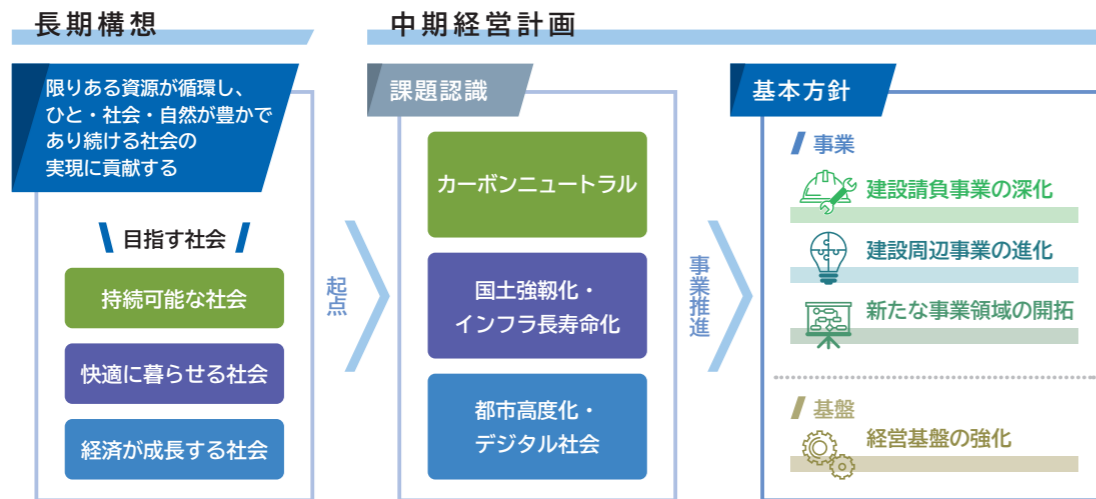 長期構想
限りある資源が循環し、
ひと・社会・自然が豊かで
あり続ける社会の
実現に貢献する
目指す社会
持続可能な社会
快適に暮らせる社会
経済が成長する社会
起点
中期経営計画
課題認識
カーボンニュートラル
国土強靱化・
インフラ長寿命化
都市高度化・
デジタル社会
事業推進
基本方針
事業
建設請負事業の深化
建設周辺事業の進化
新たな事業領域の開拓
基盤
経営基盤の強化